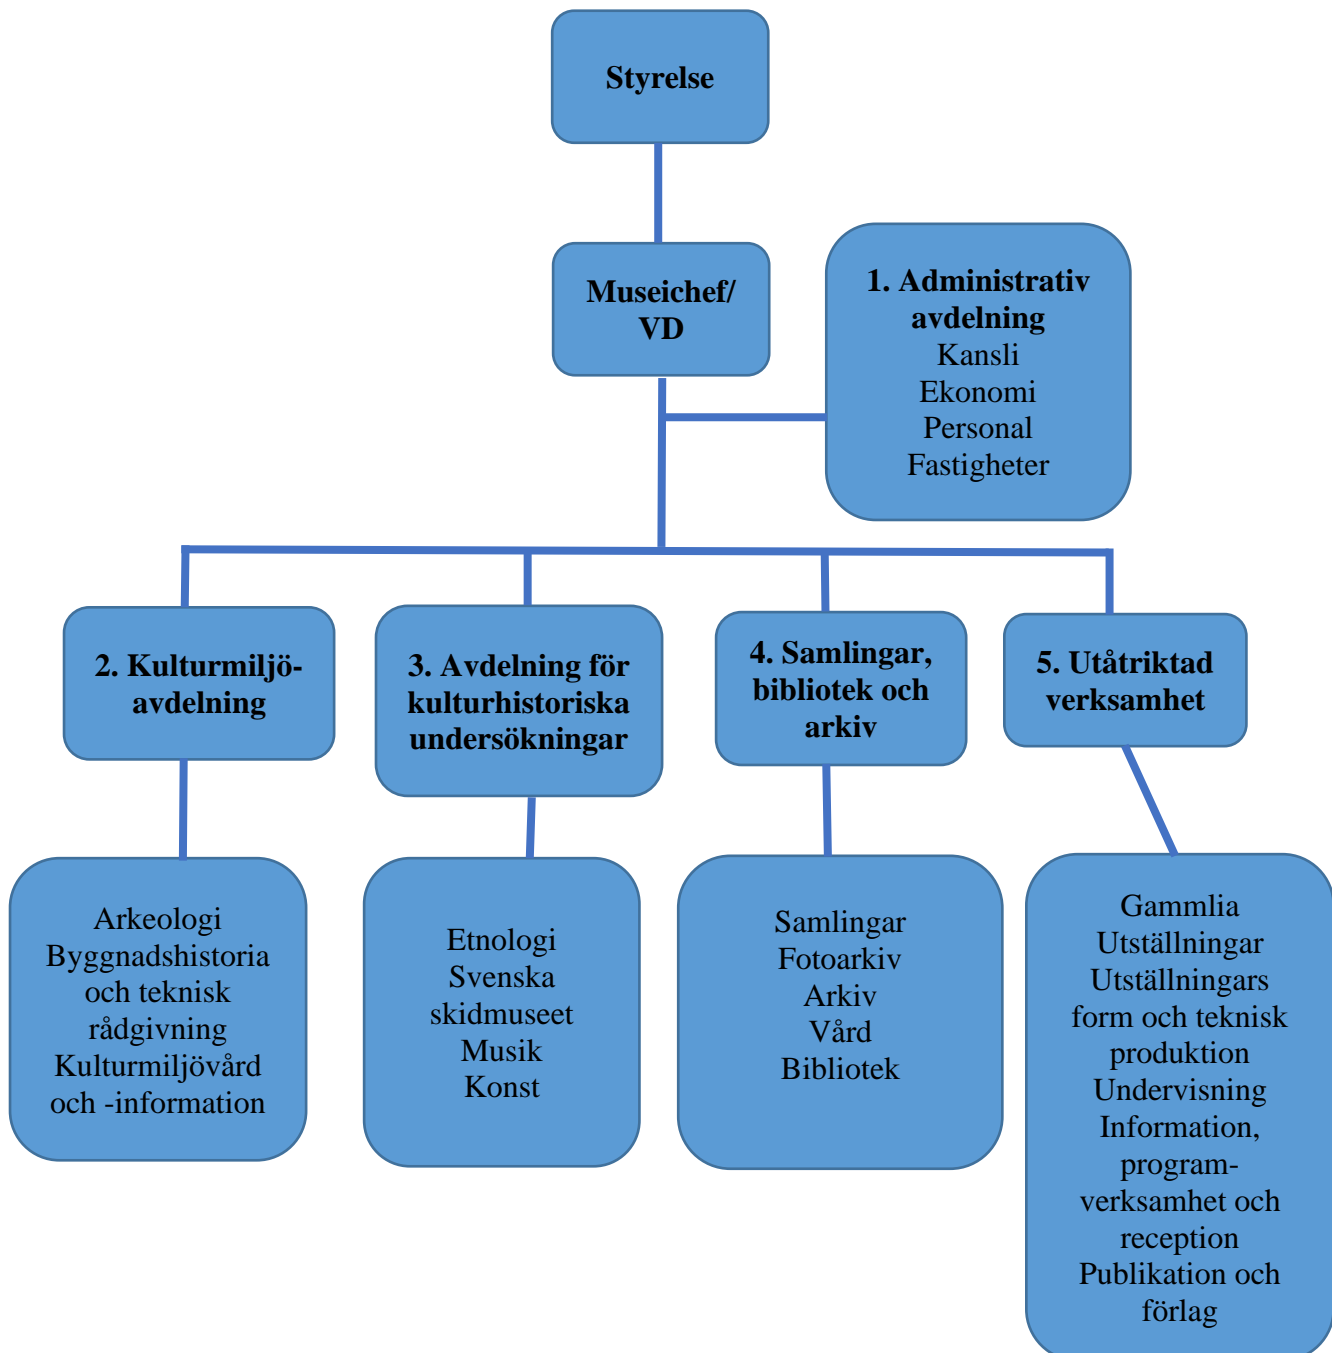 Styrelse
Museichef/
VD
1. Administrativ
avdelning
Kansli
Ekonomi
Personal
Fastigheter
2. Kulturmiljö-
avdelning
3. Avdelning för
kulturhistoriska
undersökningar
4. Samlingar,
bibliotek och
arkiv
5. Utåtriktad
verksamhet
Arkeologi
Byggnadshistoria
och teknisk
rådgivning
Kulturmiljövård
och -information
Etnologi
Svenska
skidmuseet
Musik
Konst
Samlingar
Fotoarkiv
Arkiv
Vård
Bibliotek
Gammlia
Utställningar
Utställningars
form och teknisk
produktion
Undervisning
Information,
program-
verksamhet och
reception
Publikation och
förlag